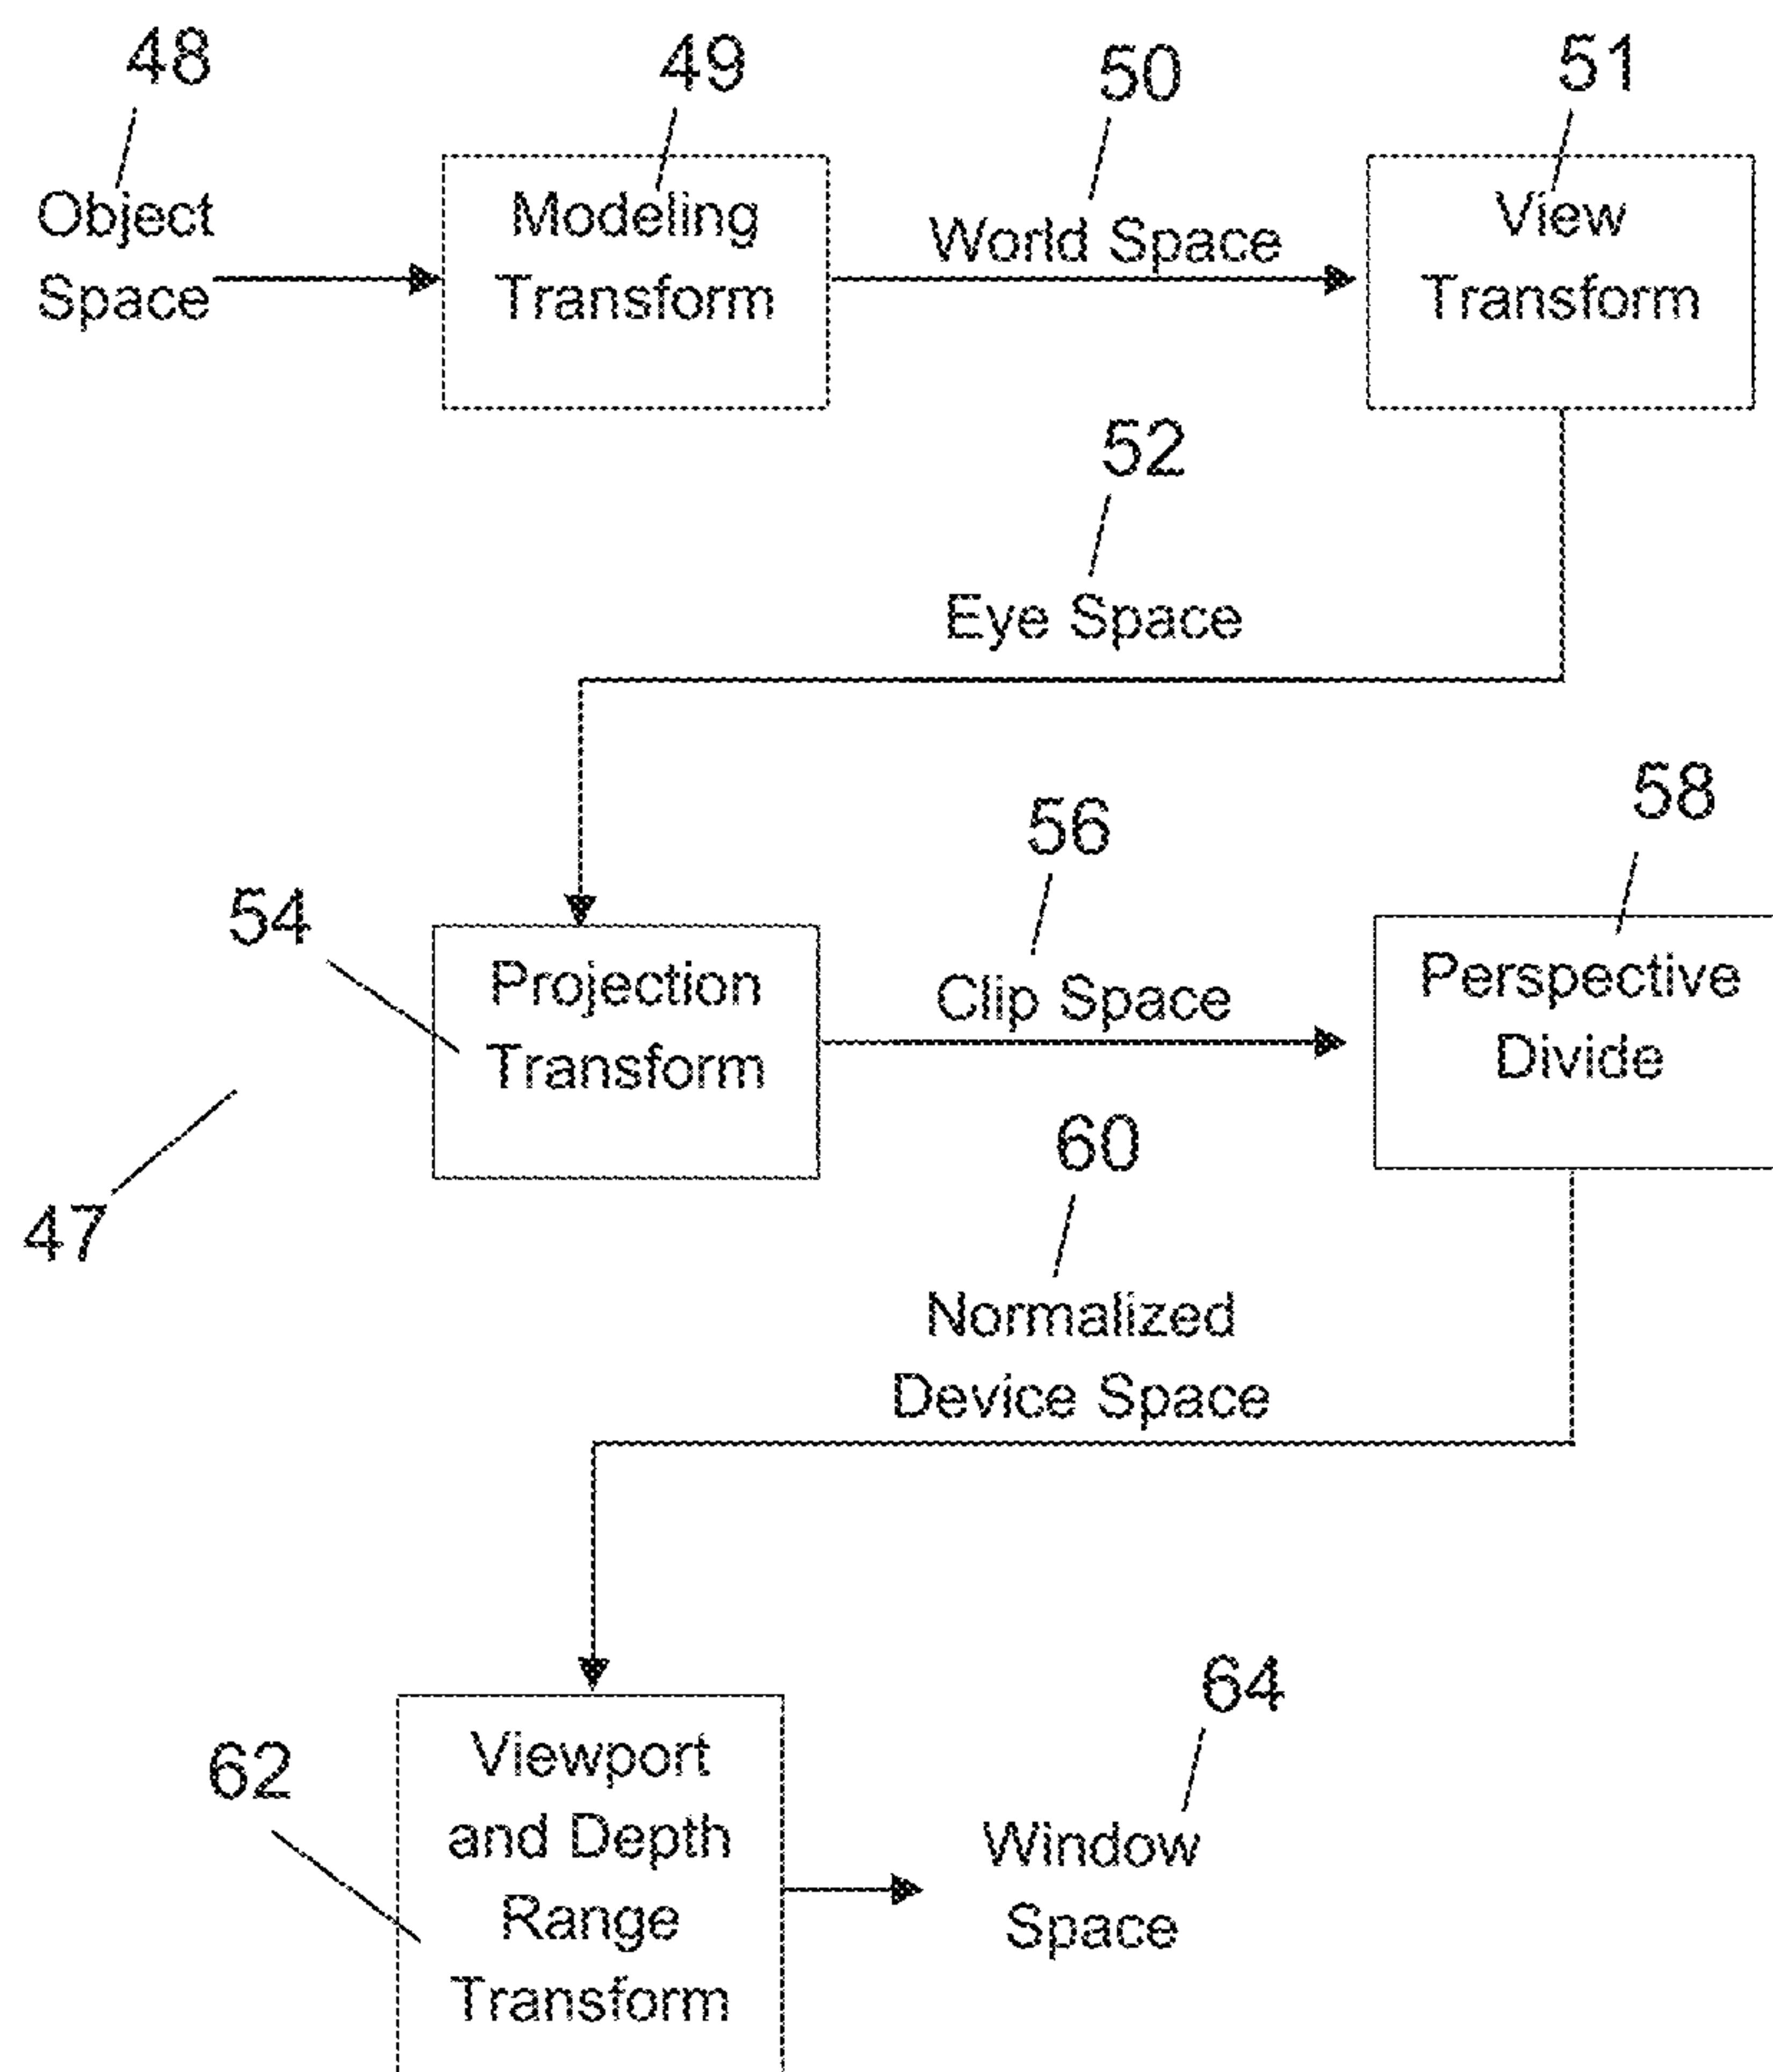 48
49
50
51
Object
Space
Modeling
Transform
World Space
View
Transform
52
Eye Space
54
56
58
Projection
Transform
Clip Space
Perspective
Divide
47
60
Normalized
Device Space
62
64
Viewport
and Depth
Range
Transform
Window
Space